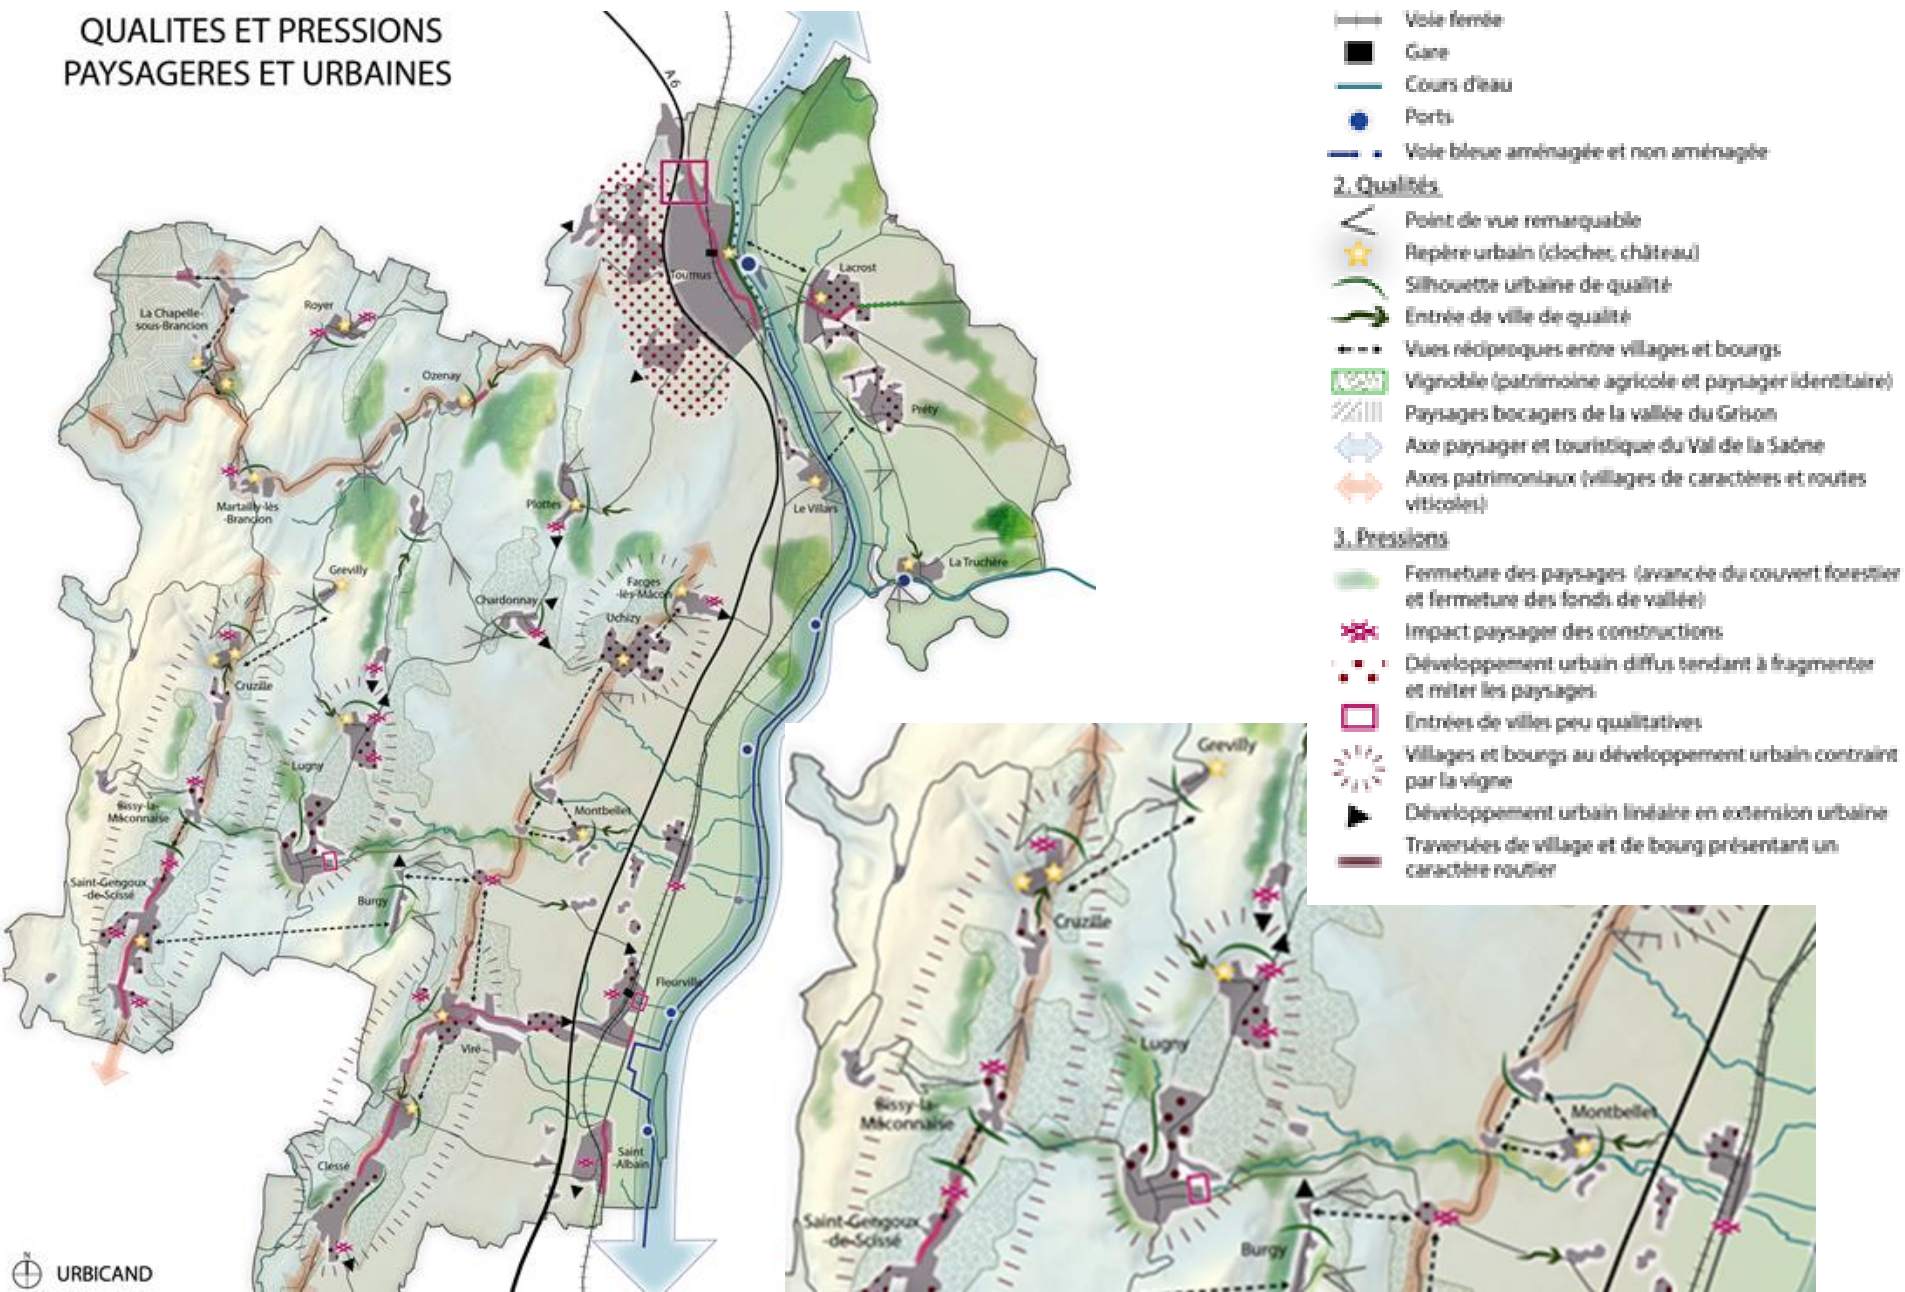 QUALITES ET PRESSIONS
PAYSAGERES ET URBAINES
A6
Tournus
Lacrost
La Chapelle-
sous-Brancion
Royer
Ozenay
Préty
Martailly-lès
-Brancion
Plottes
Le Villars
Grevilly
Chardonnay
Farges
-lès-Mâcon
Uchizy
La Truchère
Cruzille
Lugny
Bissy-la-
Mâconnaise
Montbellet
Saint-Gengoux
-de-Scissé
Burgy
Fleurville
Viré
Clessé
Saint
-Albain
N
URBICAND
Voie ferrée
Gare
Cours d'eau
Ports
Voie bleue aménagée et non aménagée
2. Qualités
Point de vue remarquable
Repère urbain (clocher, château)
Silhouette urbaine de qualité
Entrée de ville de qualité
Vues réciproques entre villages et bourgs
Vignoble (patrimoine agricole et paysager identitaire)
Paysages bocagers de la vallée du Grison
Axe paysager et touristique du Val de la Saône
Axes patrimoniaux (villages de caractères et routes
viticoles)
3. Pressions
Fermeture des paysages (avancée du couvert forestier
et fermeture des fonds de vallée)
Impact paysager des constructions
Développement urbain diffus tendant à fragmenter
et miter les paysages
Entrées de villes peu qualitatives
Villages et bourgs au développement urbain contraint
par la vigne
Développement urbain linéaire en extension urbaine
Traversées de village et de bourg présentant un
caractère routier
Grevilly
Cruzille
Lugny
Bissy-la-
Mâconnaise
Montbellet
Saint-Gengoux
-de-Scissé
Burgy